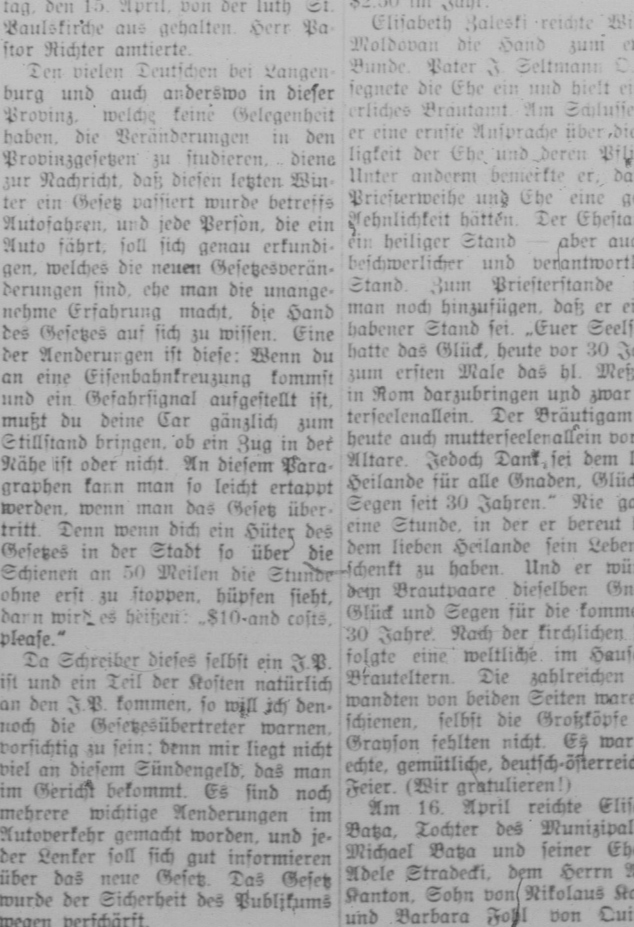 tag, den 15. April, von der luth. St.
Paulskirche aus gehalten. Herr Pa-
stor Richter amtierte.
Den vielen Deutschen bei Langen-
burg und auch anderswo in dieser
Provinz, welche keine Gelegenheit
haben, die Veränderungen in den
Provinzgesetzen zu studieren, diene
zur Nachricht, daß diesen letzten Win-
ter ein Gesetz passiert wurde betreffs
Autofahren, und jede Person, die ein
Auto fährt, soll sich genau erkundi-
gen, welches die neuen Gesetzesverän-
derungen sind, ehe man die unange-
nehme Erfahrung macht, die Hand
des Gesetzes auf sich zu wissen. Eine
der Aenderungen ist diese: Wenn du
an eine Eisenbahnkreuzung kommst
und ein Gefahrsignal aufgestellt ist,
mußt du deine Car gänzlich zum
Stillstand bringen, ob ein Zug in der
Nähe ist oder nicht. An diesem Para-
graphen kann man so leicht ertappt
werden, wenn man das Gesetz über-
tritt. Denn wenn dich ein Hüter des
Gesetzes in der Stadt so über die
Schienen an 50 Meilen die Stunde
ohne erst zu stoppen, hüpfen sieht,
dann wird es heißen: „$10 and costs,
please.“
Da Schreiber dieses selbst ein J.P.
ist und ein Teil der Kosten natürlich
an den J.P. kommen, so will ich den-
noch die Gesetzesübertreter warnen,
vorsichtig zu sein; denn mir liegt nicht
viel an diesem Sündengeld, das man
im Gericht bekommt. Es sind noch
mehrere wichtige Aenderungen im
Autoverkehr gemacht worden, und je-
der Lenker soll sich gut informieren
über das neue Gesetz. Das Gesetz
wurde der Sicherheit des Publikums
wegen verschärft.
$2.50 im Jahr.
Elisabeth Zaleski reichte
Moldovan die Hand zum
Bunde. Pater J. Seltmann
segnete die Ehe ein und hielt
erliches Brautamt. Am Schlusse
er eine ernste Ansprache über die
ligkeit der Ehe und deren
Unter anderem bemerkte er,
Priesterweihe und Ehe eine
Aehnlichkeit hätten. Der
ein heiliger Stand — aber
beschwerlicher und
Stand. Zum Priesterstande
man noch hinzufügen, daß er
habener Stand sei. „Euer
hatte das Glück, heute vor 30
zum ersten Male das hl.
in Rom darzubringen und zwar
terseelenallein. Der Bräutigam
heute auch mutterseelenallein
Altare. Jedoch Dank sei dem
Heilande für alle Gnaden,
Segen seit 30 Jahren.“ Nie
eine Stunde, in der er bereut
dem lieben Heilande sein
schenkt zu haben. Und er
dem Brautpaare dieselben
Glück und Segen für die
30 Jahre. Nach der kirchlichen
folgte eine weltliche im
Brauteltern. Die zahlreichen
wandten von beiden Seiten
schienen, selbst die Großköpfe
Grayson fehlten nicht. Es war
echte, gemütliche,
Feier. (Wir gratulieren!)
Am 16. April reichte
Batza, Tochter des
Michael Batza und seiner
Adele Stradecki, dem Herrn
Kanton, Sohn von Nikolaus
und Barbara Fohl von